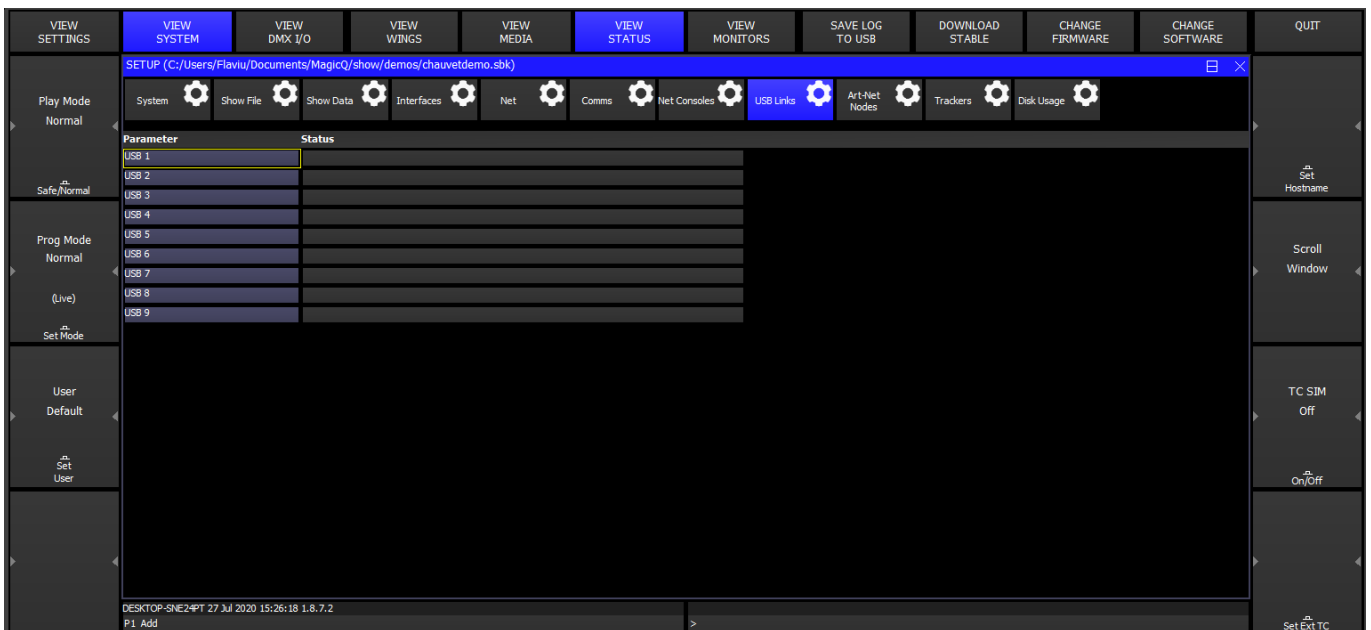 VIEW SETTINGS
VIEW SYSTEM
VIEW DMX I/O
VIEW WINGS
VIEW MEDIA
VIEW STATUS
VIEW MONITORS
SAVE LOG TO USB
DOWNLOAD STABLE
CHANGE FIRMWARE
CHANGE SOFTWARE
QUIT
SETUP (C:/Users/Flaviu/Documents/MagicQ/show/demos/chauvetdemo.sbk)
System
Show File
Show Data
Interfaces
Net
Comms
Net Consoles
USB Links
Art-Net Nodes
Trackers
Disk Usage
Parameter Status
USB 1
USB 2
USB 3
USB 4
USB 5
USB 6
USB 7
USB 8
USB 9
Play Mode
Normal
Safe/Normal
Prog Mode
Normal
(Live)
Set Mode
User
Default
Set
User
Set
Hostname
Scroll
Window
TC SIM
Off
On/Off
Set Ext TC
DESKTOP-SNE24PT 27 Jul 2020 15:26:18 1.8.7.2
P1 Add
>